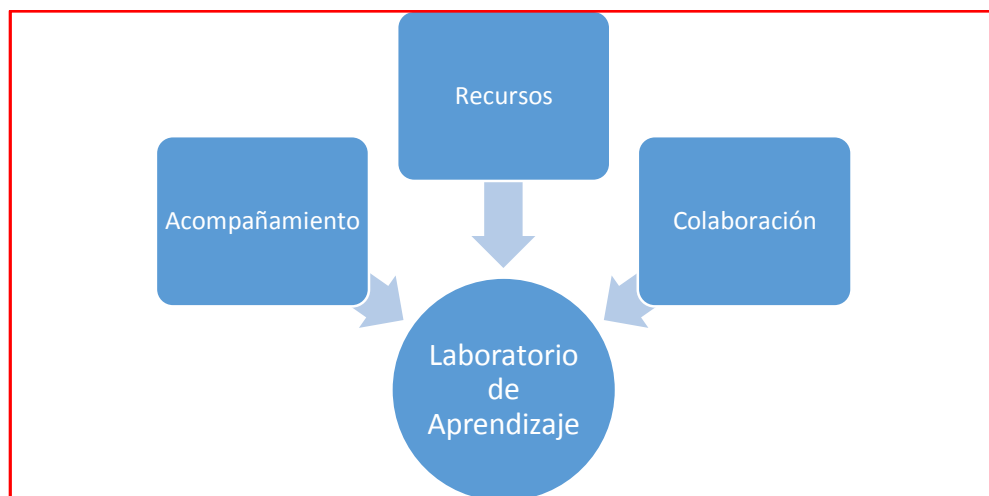 Recursos
Acompañamiento
Colaboración
Laboratorio
de
Aprendizaje